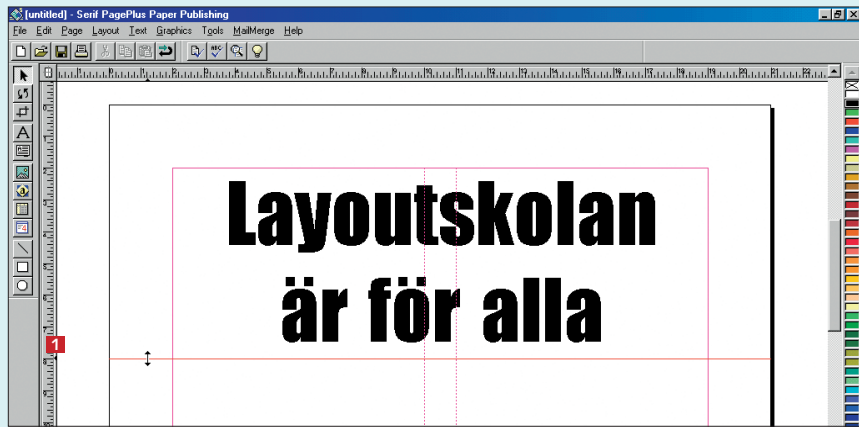 [untitled] - Serif PagePlus Paper Publishing
File Edit Page Layout Text Graphics Tools MailMerge Help
Layoutskolan
är för alla
1